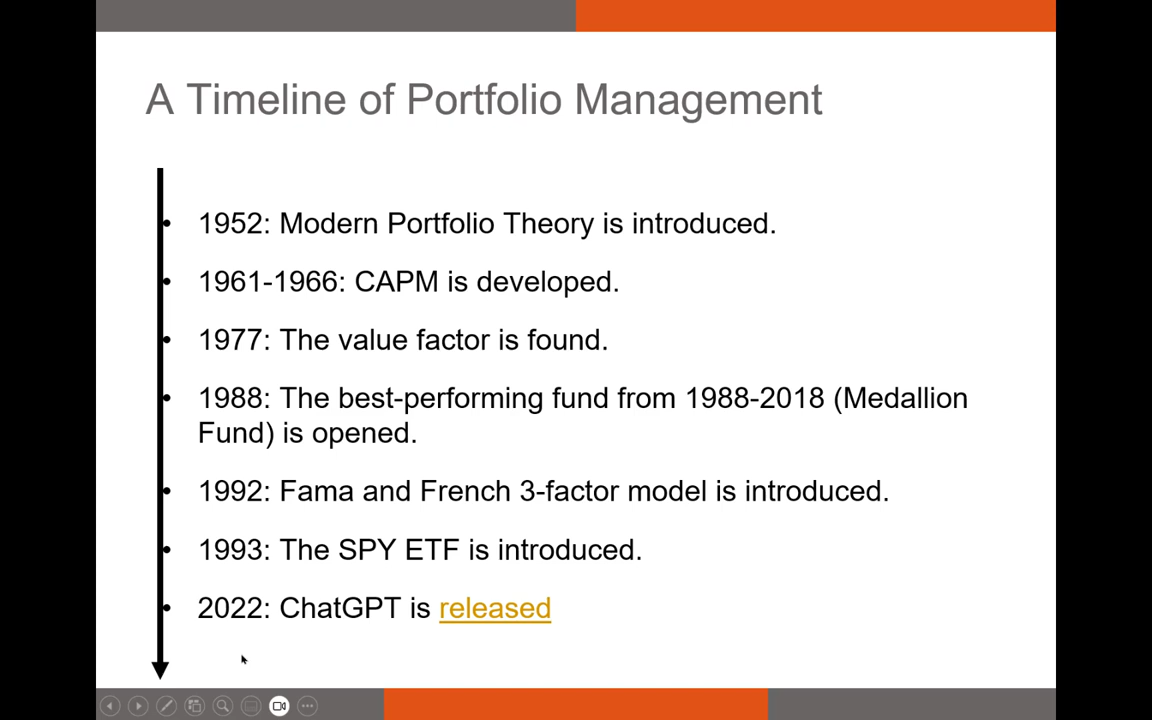 A Timeline of Portfolio Management
• 1952: Modern Portfolio Theory is introduced.
• 1961-1966: CAPM is developed.
• 1977: The value factor is found.
• 1988: The best-performing fund from 1988-2018 (Medallion
Fund) is opened.
• 1992: Fama and French 3-factor model is introduced.
• 1993: The SPY ETF is introduced.
• 2022: ChatGPT is released